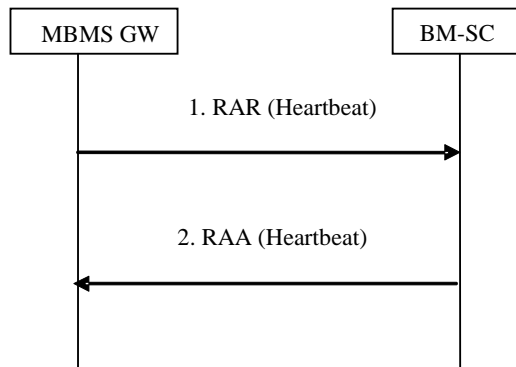 MBMS GW
BM-SC
1. RAR (Heartbeat)
2. RAA (Heartbeat)